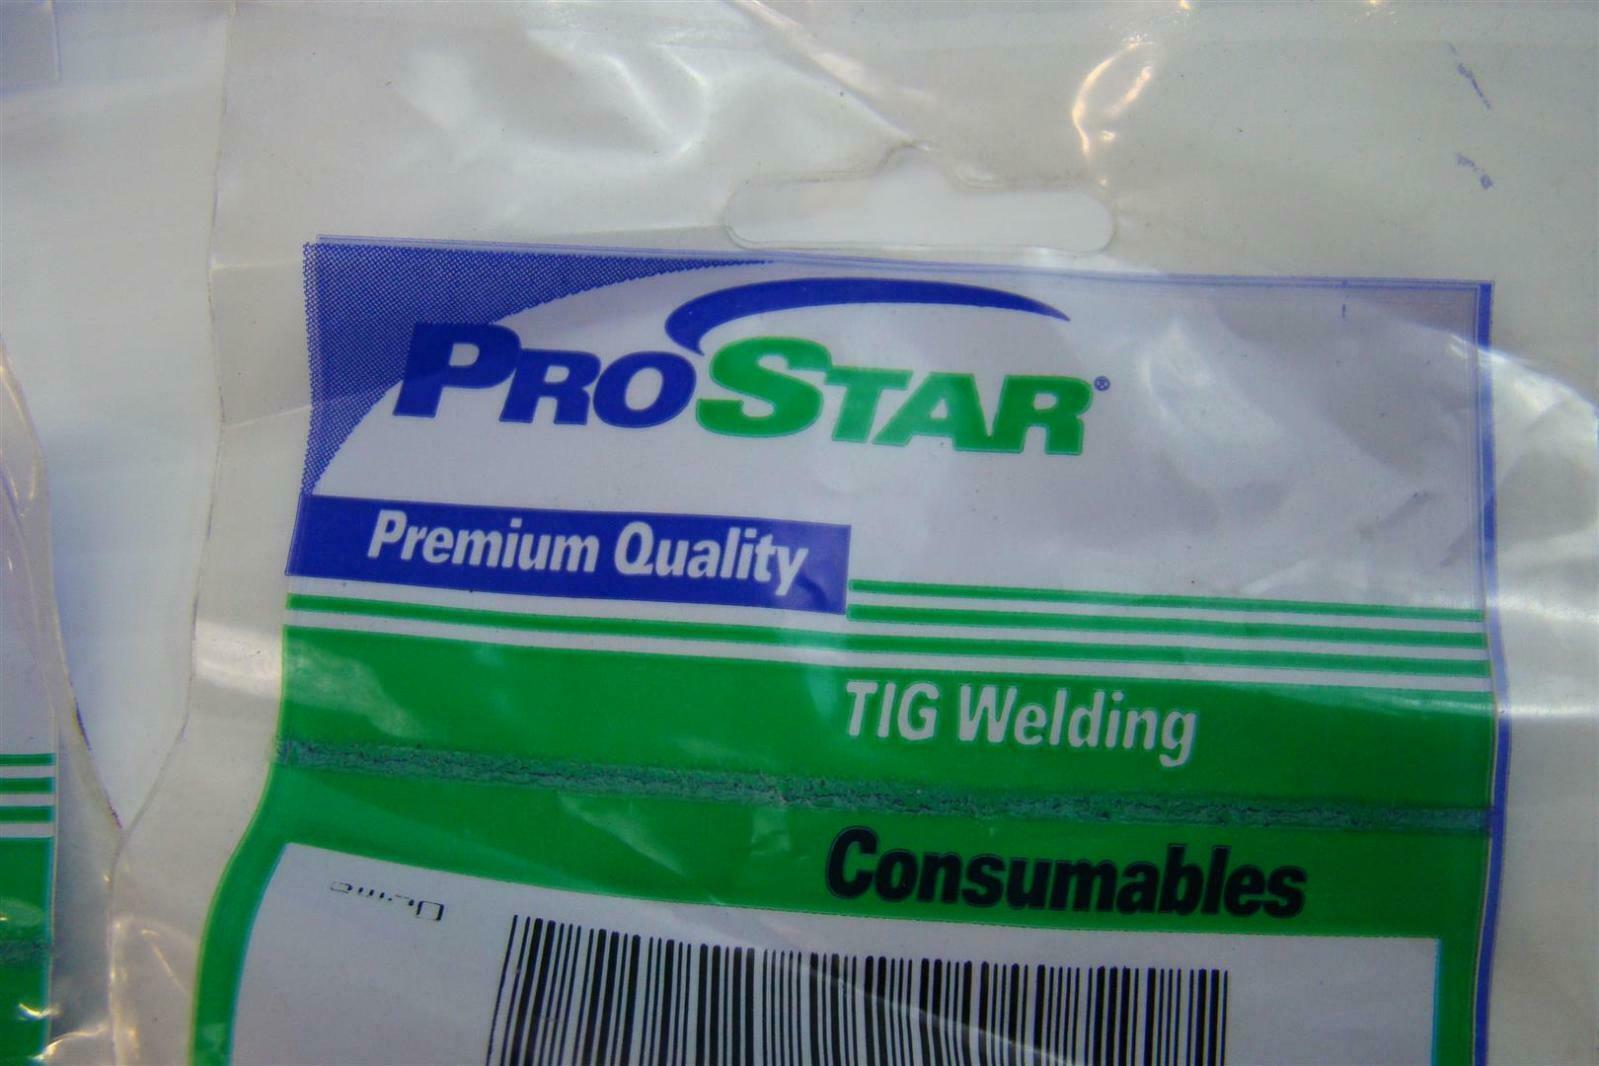 PROSTAR®
Premium Quality
TIG Welding
Consumables